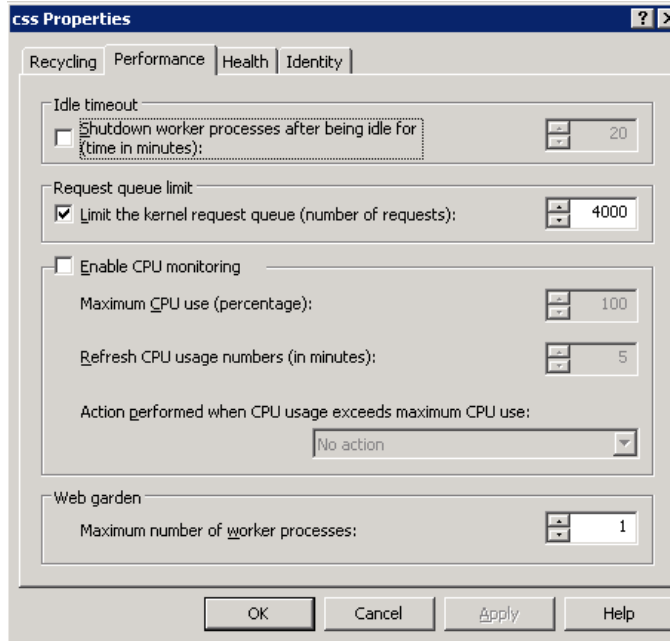 css Properties
Recycling Performance Health Identity
Idle timeout
Shutdown worker processes after being idle for
(time in minutes):
20
Request queue limit
Limit the kernel request queue (number of requests):
4000
Enable CPU monitoring
Maximum CPU use (percentage):
100
Refresh CPU usage numbers (in minutes):
5
Action performed when CPU usage exceeds maximum CPU use:
No action
Web garden
Maximum number of worker processes:
1
OK Cancel Apply Help